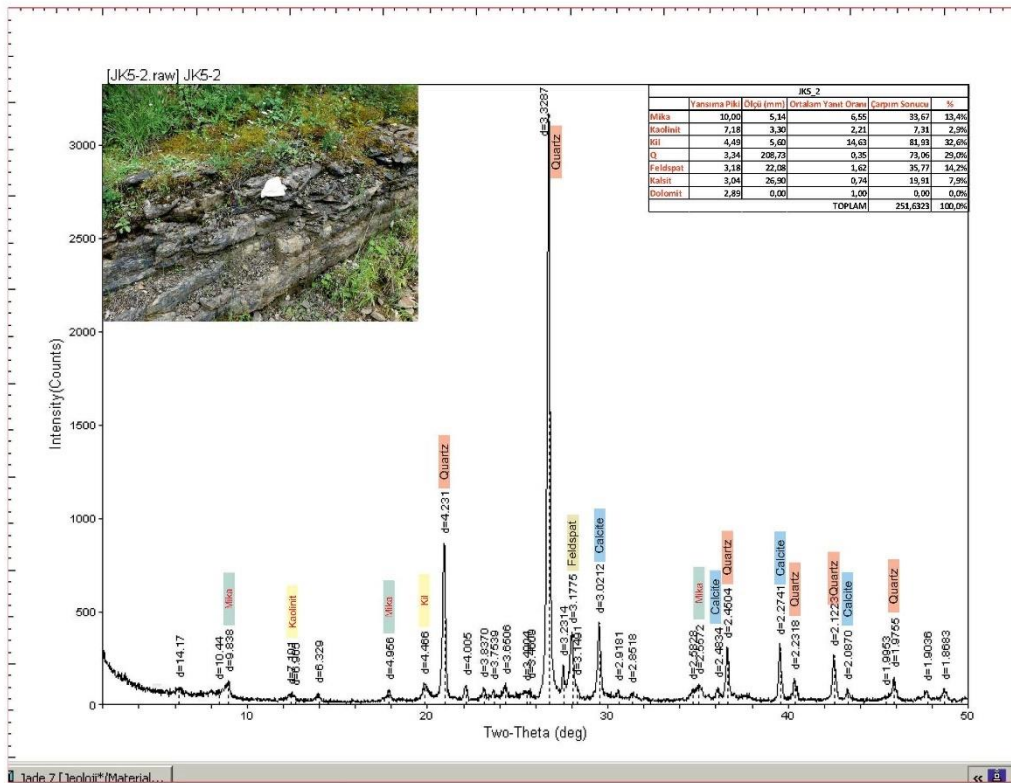 [JK5-2.raw] JK5-2
JK5_2
Yansıma Piki Ölçü (mm) Ortalam Yanıt Oranı Çarpım Sonucu %
Mika 10,00 5,14 6,55 33,67 13,4%
Kaolinit 7,18 3,30 2,21 7,31 2,9%
Kil 4,49 5,60 14,63 81,93 32,6%
Q 3,34 208,73 0,35 73,06 29,0%
Feldspat 3,18 22,08 1,62 35,77 14,2%
Kalsit 3,04 26,90 0,74 19,91 7,9%
Dolomit 2,89 0,00 1,00 0,00 0,0%
TOPLAM 251,6323 100,0%
Intensity(Counts)
3000
2500
2000
1500
1000
500
0
d=14.17
d=10.44
Mika
d=9.838
Kaolinit
d=6.329
Mika
d=4.956
Kil
d=4.466
Quartz
d=4.231
d=4.005
d=3.8370
d=3.7539
d=3.6506
d=3.3287
Quartz
d=3.2314
Feldspat
d=3.1775
d=3.1491
Calcite
d=3.0212
d=2.9181
d=2.8518
Mika
d=2.5672
Calcite
d=2.4834
Quartz
d=2.4504
Calcite
d=2.2741
Quartz
d=2.2318
Quartz
d=2.1223
Calcite
d=2.0870
Quartz
d=1.9755
d=1.9036
d=1.8683
10 20 30 40 50
Two-Theta (deg)
Jade 7 [Jeoloji*(Material...
«